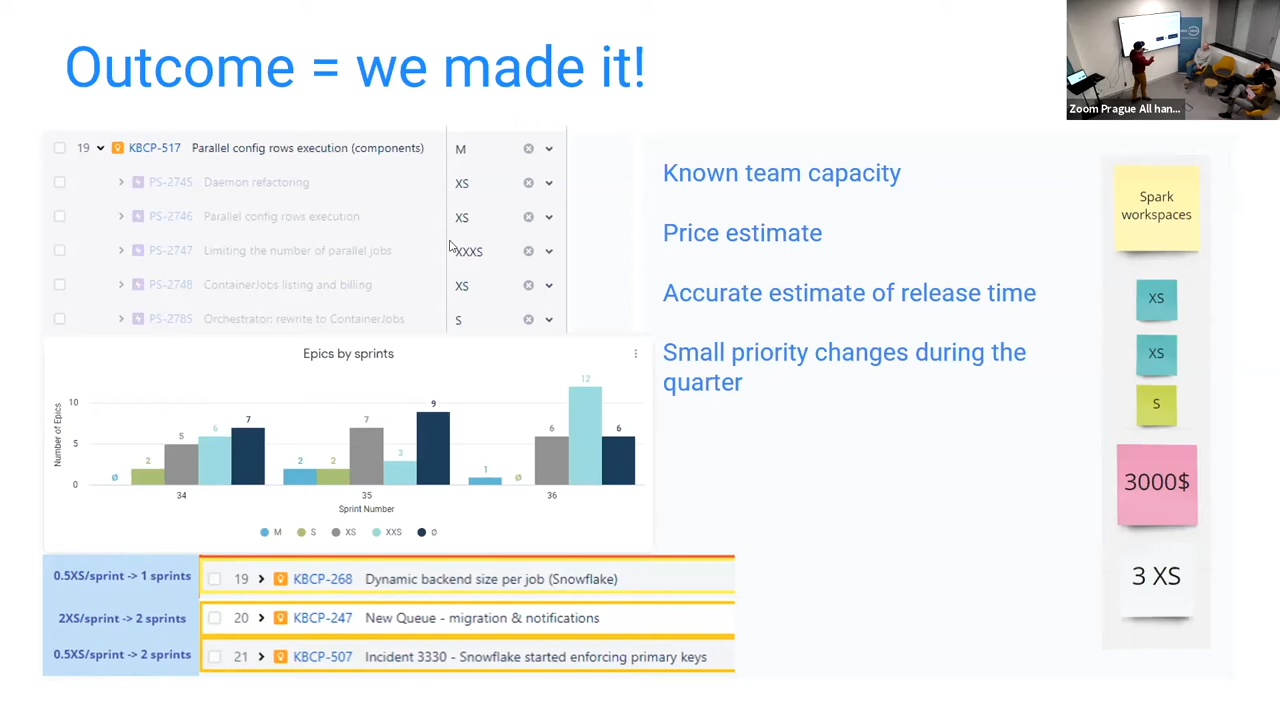 Outcome = we made it!
Zoom Prague All han...
19 KBCP-517 Parallel config rows execution (components) M
PS-2745 Daemon refactoring XS
PS-2746 Parallel config rows execution XS
PS-2747 Limiting the number of parallel jobs XXXS
PS-2748 ContainerJobs listing and billing XS
PS-2785 Orchestrator: rewrite to ContainerJobs S
Known team capacity
Price estimate
Accurate estimate of release time
Small priority changes during the
quarter
Spark
workspaces
XS
XS
S
3000$
3 XS
Epics by sprints
Number of Epics
10
5
0
Ø 2 5 6 7
2 2 7 3 9
1 Ø 6 12 6
34 35 36
Sprint Number
M S XS XXS Ø
0.5XS/sprint -> 1 sprints
19 KBCP-268 Dynamic backend size per job (Snowflake)
2XS/sprint -> 2 sprints
20 KBCP-247 New Queue - migration & notifications
0.5XS/sprint -> 2 sprints
21 KBCP-507 Incident 3330 - Snowflake started enforcing primary keys